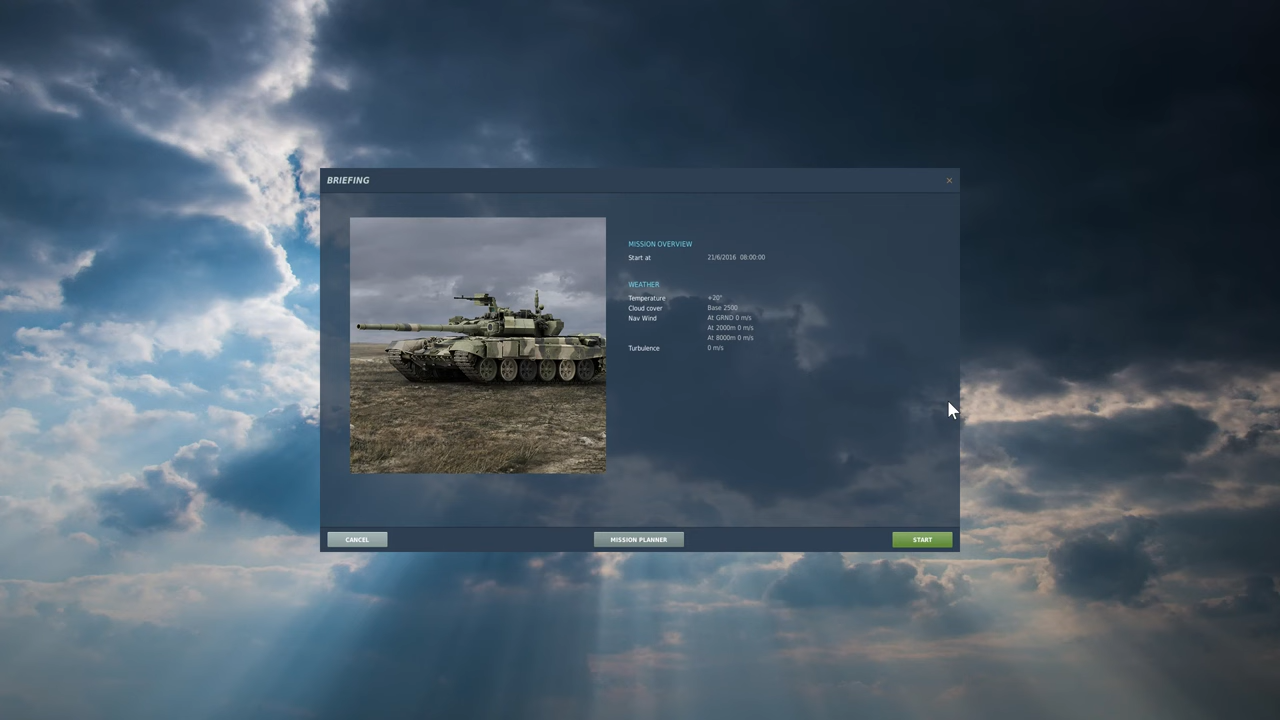 BRIEFING
MISSION OVERVIEW
Start at 21/6/2016 08:00:00
WEATHER
Temperature +20°
Cloud cover Base 2500
Nav Wind At GRND 0 m/s
At 2000m 0 m/s
At 8000m 0 m/s
Turbulence 0 m/s
CANCEL MISSION PLANNER START